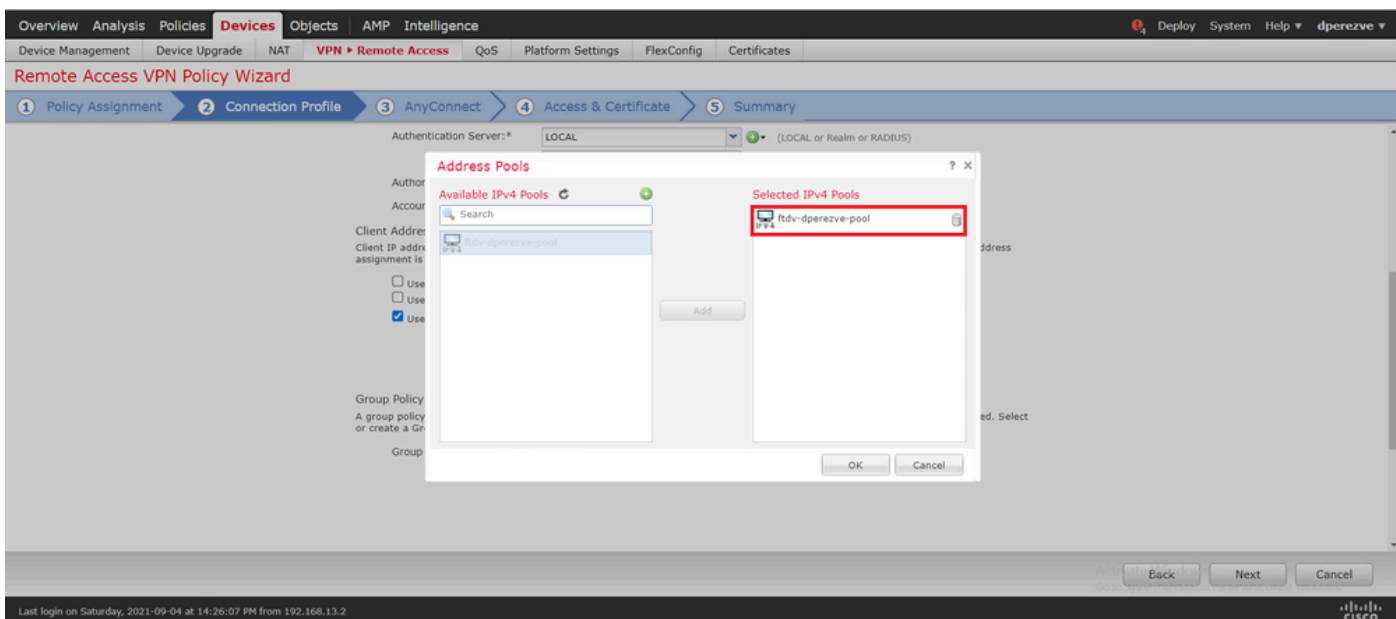 Overview Analysis Policies Devices Objects AMP Intelligence 4 Deploy System Help dperezve
Device Management Device Upgrade NAT VPN ▸ Remote Access QoS Platform Settings FlexConfig Certificates
Remote Access VPN Policy Wizard
1 Policy Assignment 2 Connection Profile 3 AnyConnect 4 Access & Certificate 5 Summary
Authentication Server:* LOCAL (LOCAL or Realm or RADIUS)
Address Pools ? ×
Author
Available IPv4 Pools Selected IPv4 Pools
Accour
Search
IPv4 ftdv-dperezve-pool
Client Addre
IPv4 ftdv-dperezve-pool
Client IP addre ddress
assignment is
Use
Use
Use
Add
Group Policy
A group policy ed. Select
or create a Gr
Group
OK Cancel
Back Next Cancel
Last login on Saturday, 2021-09-04 at 14:26:07 PM from 192.168.13.2
CISCO